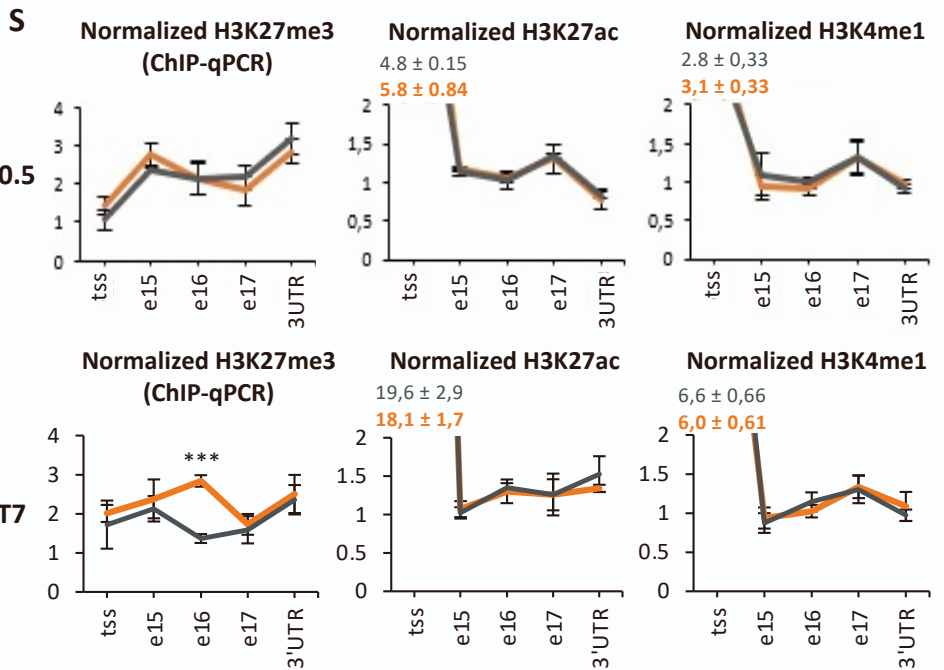 S
Normalized H3K27me3
(ChIP-qPCR)
Normalized H3K27ac
4.8 ± 0.15
5.8 ± 0.84
Normalized H3K4me1
2.8 ± 0,33
3,1 ± 0,33
0.5
4
3
2
1
0
tss
e15
e16
e17
3UTR
2
1,5
1
0,5
0
tss
e15
e16
e17
3UTR
2
1,5
1
0,5
0
tss
e15
e16
e17
3UTR
Normalized H3K27me3
(ChIP-qPCR)
Normalized H3K27ac
19,6 ± 2,9
18,1 ± 1,7
Normalized H3K4me1
6,6 ± 0,66
6,0 ± 0,61
T7
4
3
2
1
0
***
tss
e15
e16
e17
3'UTR
2
1.5
1
0.5
0
tss
e15
e16
e17
3'UTR
2
1.5
1
0.5
0
tss
e15
e16
e17
3'UTR